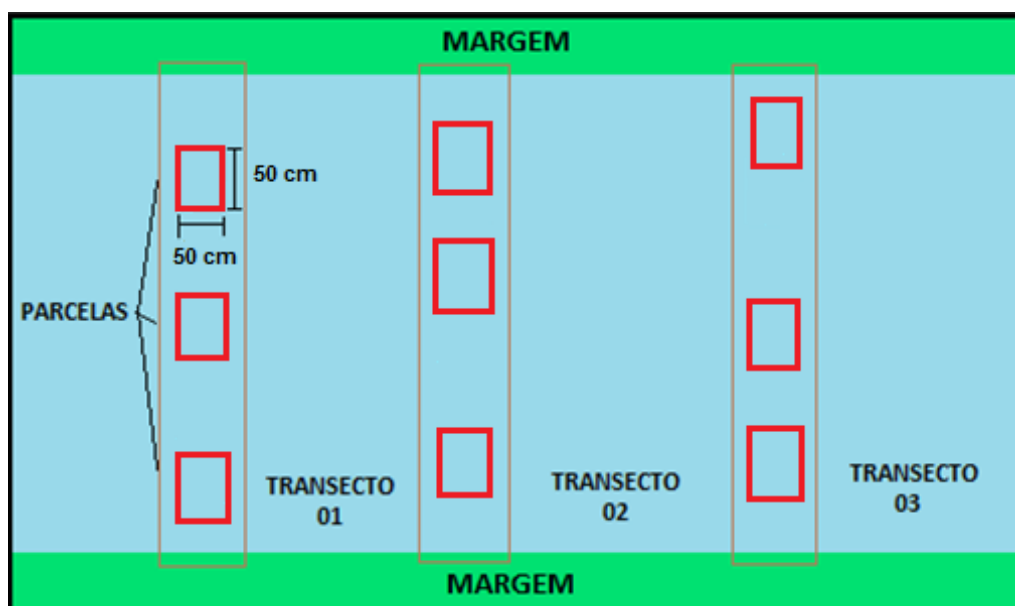 MARGEM
50 cm
50 cm
PARCELAS
TRANSECTO
01
TRANSECTO
02
TRANSECTO
03
MARGEM